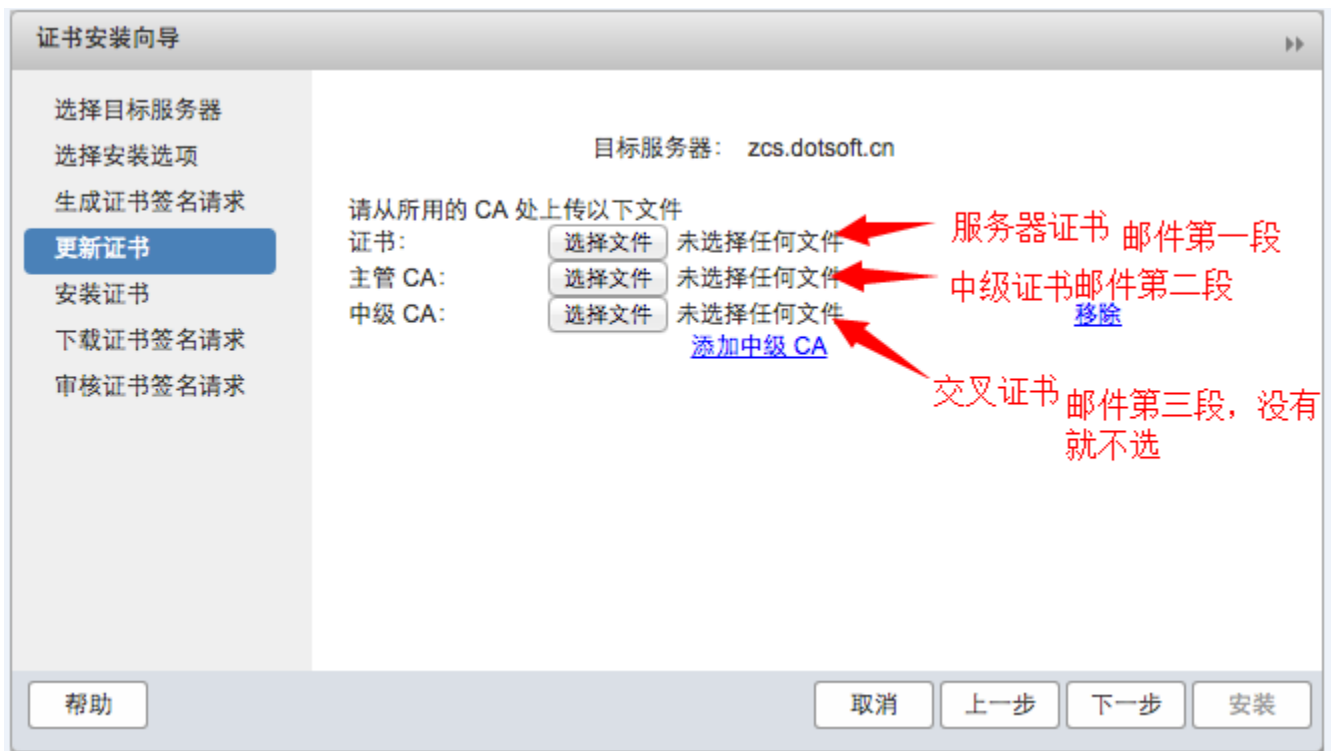 证书安装向导
选择目标服务器
选择安装选项
生成证书签名请求
更新证书
安装证书
下载证书签名请求
审核证书签名请求
目标服务器： zcs.dotsoft.cn
请从所用的 CA 处上传以下文件
证书： 选择文件 未选择任何文件 服务器证书 邮件第一段
主管 CA： 选择文件 未选择任何文件 中级证书邮件第二段
中级 CA： 选择文件 未选择任何文件 移除
添加中级 CA
交叉证书 邮件第三段，没有
就不选
帮助 取消 上一步 下一步 安装